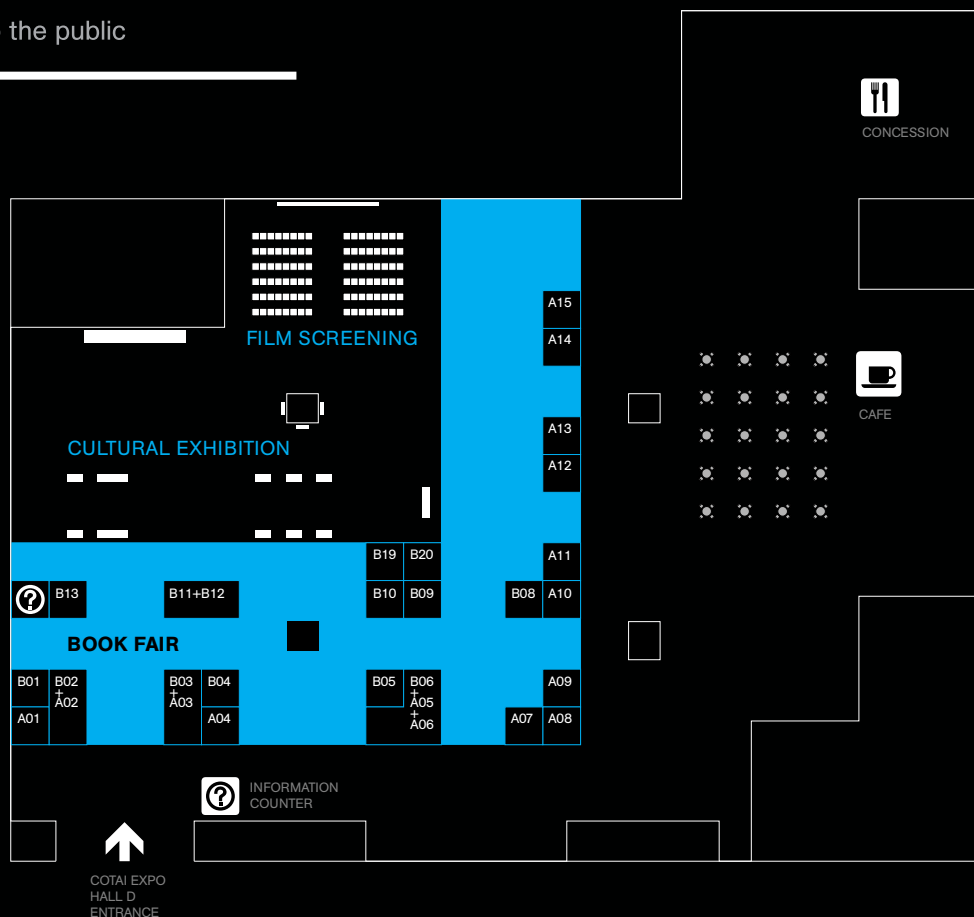 the public
CONCESSION
A15
A14
FILM SCREENING
CAFE
A13
CULTURAL EXHIBITION
A12
B19
B20
A11
B13
B11+B12
B10
B09
B08
A10
BOOK FAIR
B01
B02
+
A02
A01
B03
+
A03
B04
A04
B05
B06
+
A05
+
A06
A09
A07
A08
INFORMATION
COUNTER
COTAI EXPO
HALL D
ENTRANCE